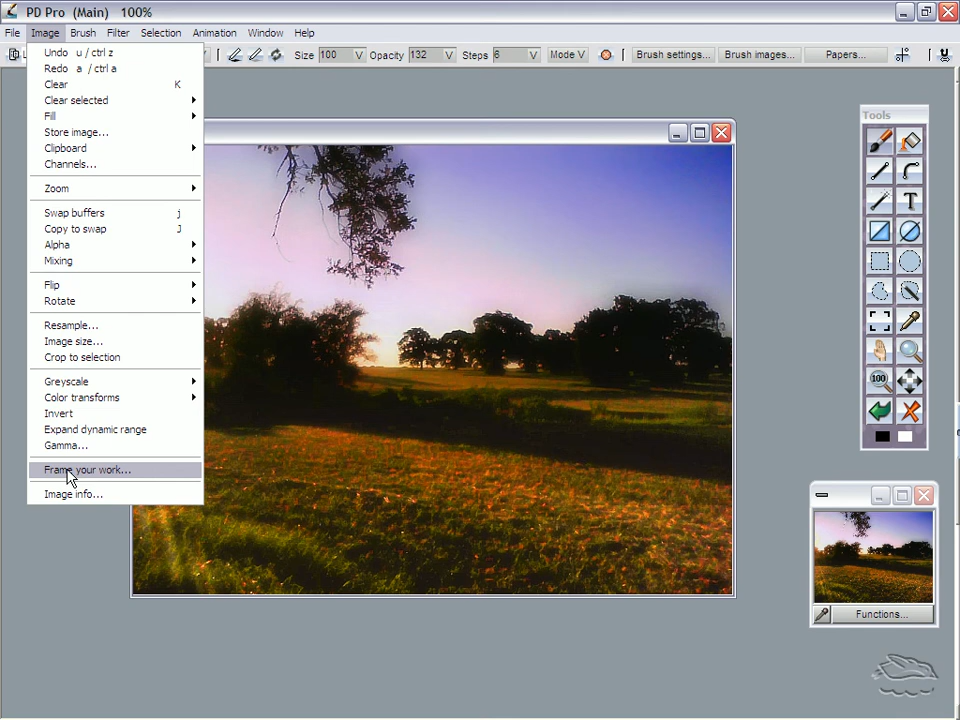 PD Pro (Main) 100%
File Image Brush Filter Selection Animation Window Help
Size 100 V Opacity 132 V Steps 6 V Mode V Brush settings... Brush images... Papers...
Undo u / ctrl z
Redo a / ctrl a
Clear K
Clear selected
Fill
Store image...
Clipboard
Channels...
Zoom
Swap buffers j
Copy to swap J
Alpha
Mixing
Flip
Rotate
Resample...
Image size...
Crop to selection
Greyscale
Color transforms
Invert
Expand dynamic range
Gamma...
Frame your work...
Image info...
Tools
T
100
Functions...